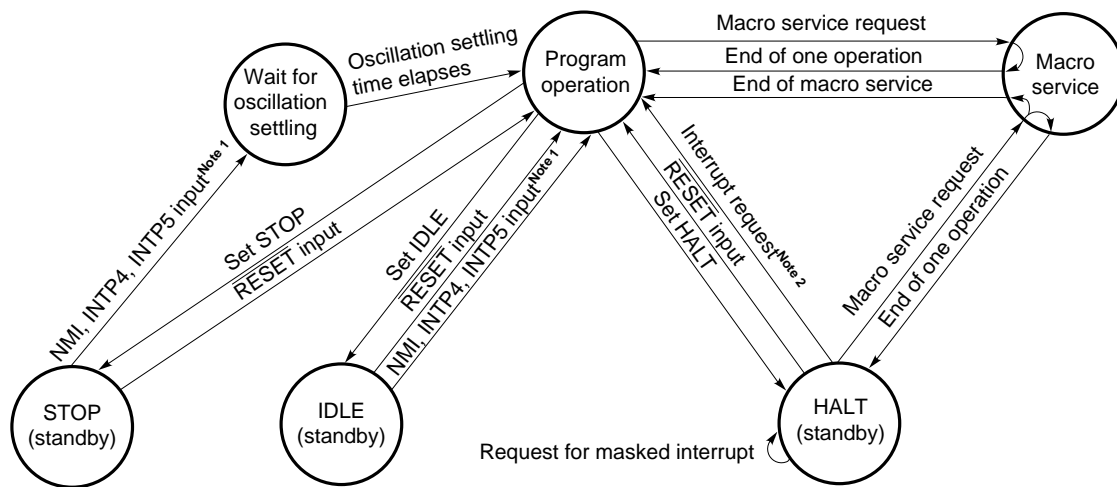 Wait for
oscillation
settling
Oscillation settling
time elapses
Program
operation
Macro service request
End of one operation
End of macro service
Macro
service
NMI, INTP4, INTP5 input Note 1
Set STOP
RESET input
Set IDLE
RESET input
NMI, INTP4, INTP5 input Note 1
Interrupt request Note 2
RESET input
Set HALT
Macro service request
End of one operation
STOP
(standby)
IDLE
(standby)
HALT
(standby)
Request for masked interrupt